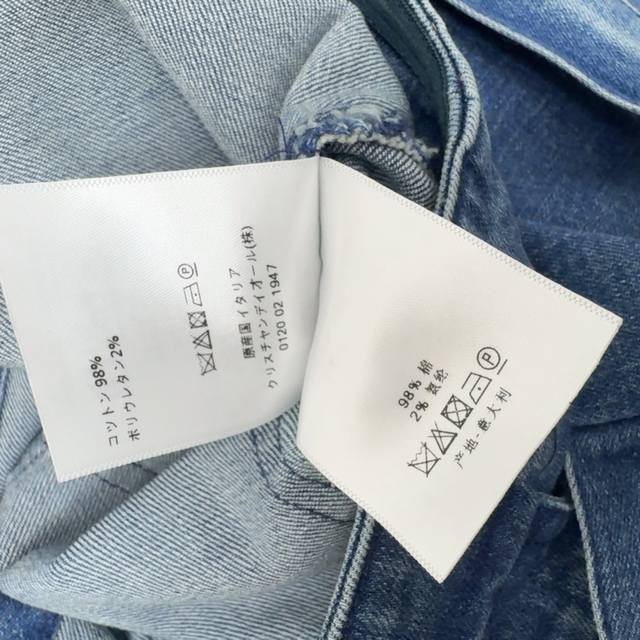 コットン 98%
ポリウレタン2%
原産国 イタリア
クリスチャンディオール(株)
0120 02 1947
98% 棉
2% 氨纶
产地 - 意大利